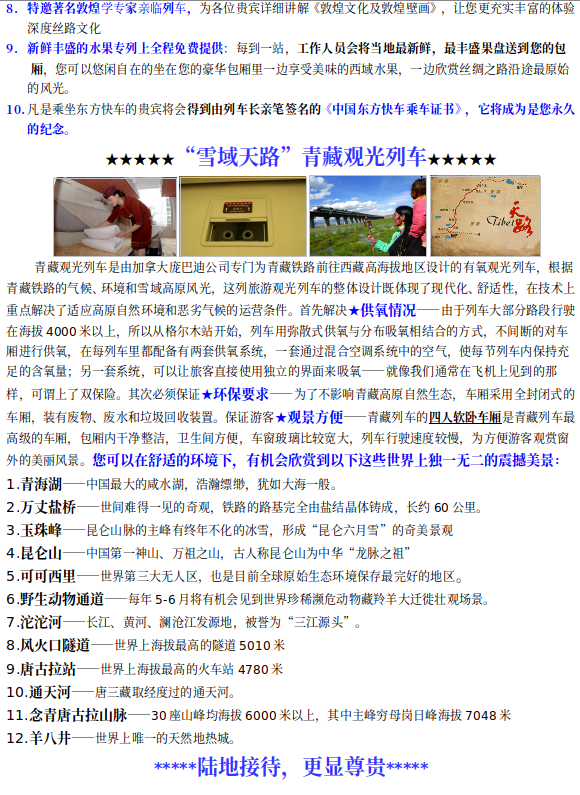 8. 特邀著名敦煌学专家亲临列车，为各位贵宾详细讲解《敦煌文化及敦煌壁画》，让您更充实丰富的体验
深度丝路文化
9. 新鲜丰盛的水果专列上全程免费提供：每到一站，工作人员会将当地最新鲜，最丰盛果盘送到您的包
厢，您可以悠闲自在的坐在您的豪华包厢里一边享受美味的西域水果，一边欣赏丝绸之路沿途最原始
的风光。
10. 凡是乘坐东方快车的贵宾将会得到由列车长亲笔签名的《中国东方快车乘车证书》，它将成为是您永久
的纪念。
★★★★★“雪域天路”青藏观光列车★★★★★
Tibet 天路
青藏观光列车是由加拿大庞巴迪公司专门为青藏铁路前往西藏高海拔地区设计的有氧观光列车，根据
青藏铁路的气候、环境和雪域高原风光，这列旅游观光列车的整体设计既体现了现代化、舒适性，在技术上
重点解决了适应高原自然环境和恶劣气候的运营条件。首先解决★供氧情况——由于列车大部分路段行驶
在海拔 4000 米以上，所以从格尔木站开始，列车用弥散式供氧与分布吸氧相结合的方式，不间断的对车
厢进行供氧，在每列车里都配备有两套供氧系统，一套通过混合空调系统中的空气，使每节列车内保持充
足的含氧量；另一套系统，可以让旅客直接使用独立的界面来吸氧——就像我们通常在飞机上见到的那
样，可谓上了双保险。其次必须保证★环保要求——为了不影响青藏高原自然生态，车厢采用全封闭式的
车厢，装有废物、废水和垃圾回收装置。保证游客★观景方便——青藏列车的四人软卧车厢是青藏列车最
高级的车厢，包厢内干净整洁，卫生间方便，车窗玻璃比较宽大，列车行驶速度较慢，为方便游客观赏窗
外的美丽风景。您可以在舒适的环境下，有机会欣赏到以下这些世界上独一无二的震撼美景：
1.青海湖——中国最大的咸水湖，浩瀚缥缈，犹如大海一般。
2.万丈盐桥——世间难得一见的奇观，铁路的路基完全由盐结晶体铸成，长约 60 公里。
3.玉珠峰——昆仑山脉的主峰有终年不化的冰雪，形成“昆仑六月雪”的奇美景观
4.昆仑山——中国第一神山、万祖之山，古人称昆仑山为中华“龙脉之祖”
5.可可西里——世界第三大无人区，也是目前全球原始生态环境保存最完好的地区。
6.野生动物通道——每年 5-6 月将有机会见到世界珍稀濒危动物藏羚羊大迁徙壮观场景。
7.沱沱河——长江、黄河、澜沧江发源地，被誉为“三江源头”。
8.风火口隧道——世界上海拔最高的隧道 5010 米
9.唐古拉站——世界上海拔最高的火车站 4780 米
10.通天河——唐三藏取经度过的通天河。
11.念青唐古拉山脉——30 座山峰均海拔 6000 米以上，其中主峰穷母岗日峰海拔 7048 米
12.羊八井——世界上唯一的天然地热城。
*****陆地接待，更显尊贵*****